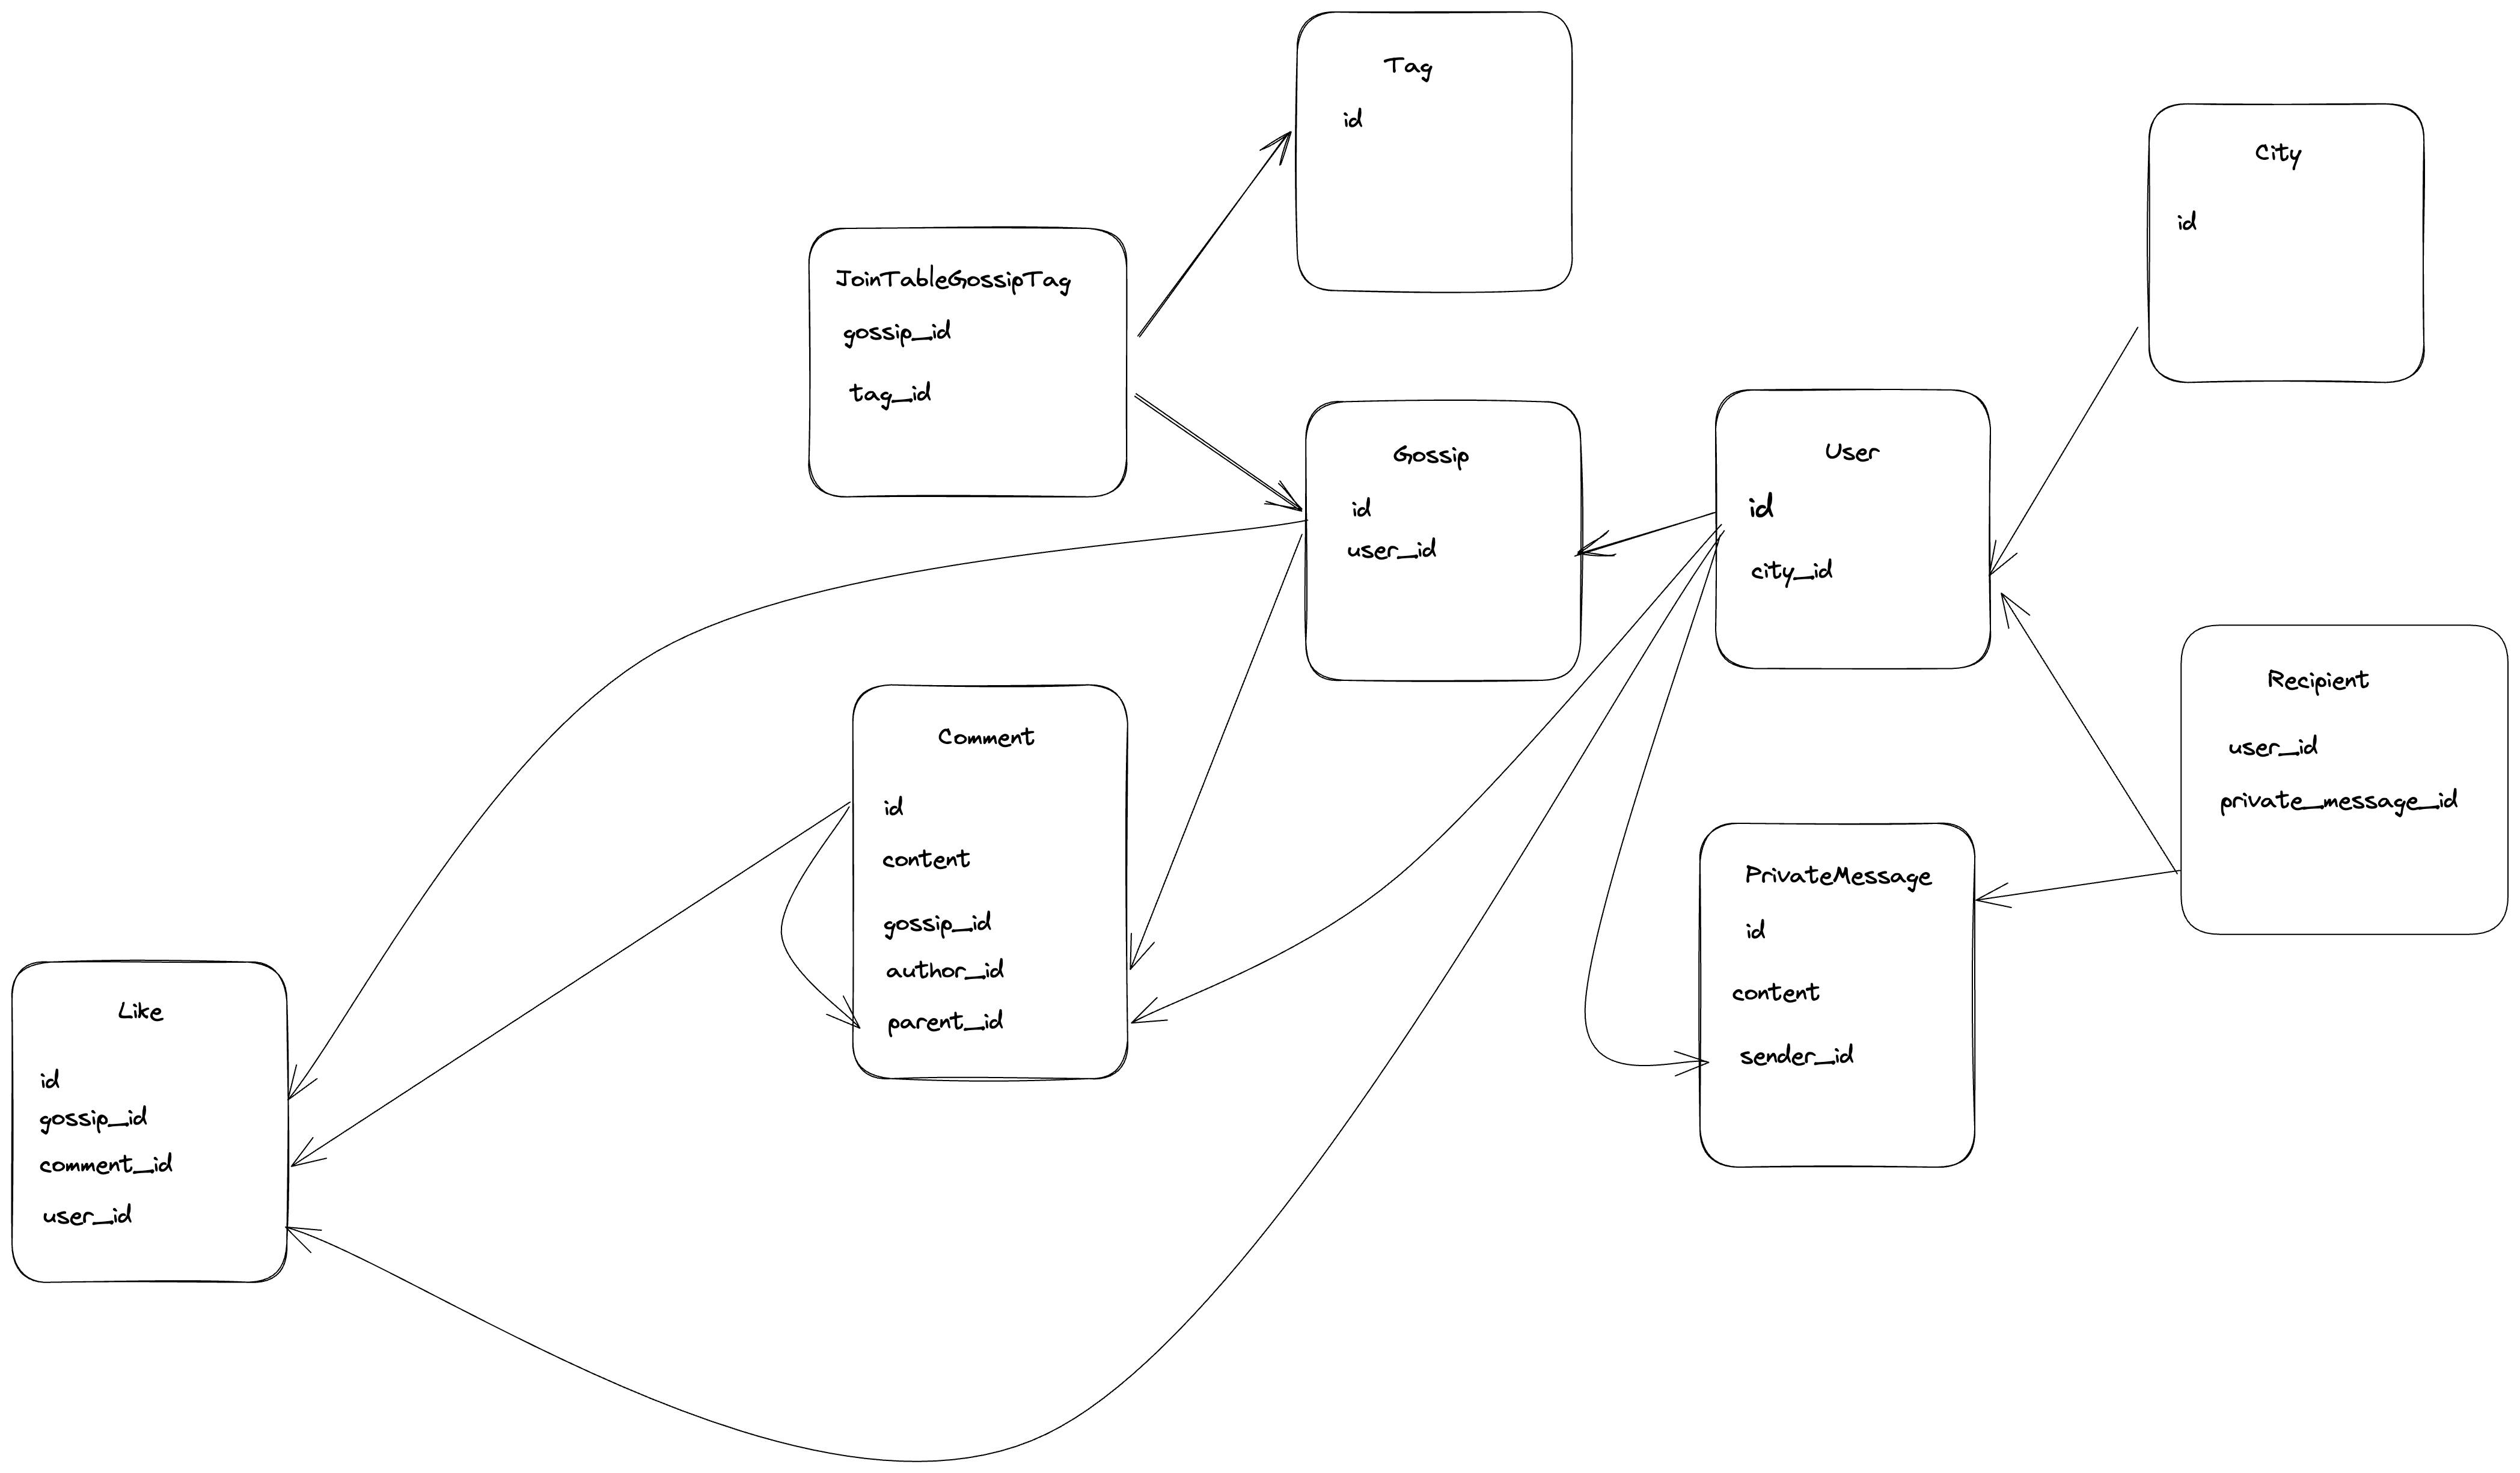 Tag
id
City
id
JoinTableGossipTag
gossip_id
tag_id
Gossip
id
user_id
User
id
city_id
Recipient
user_id
private_message_id
Comment
id
content
gossip_id
author_id
parent_id
PrivateMessage
id
content
sender_id
Like
id
gossip_id
comment_id
user_id